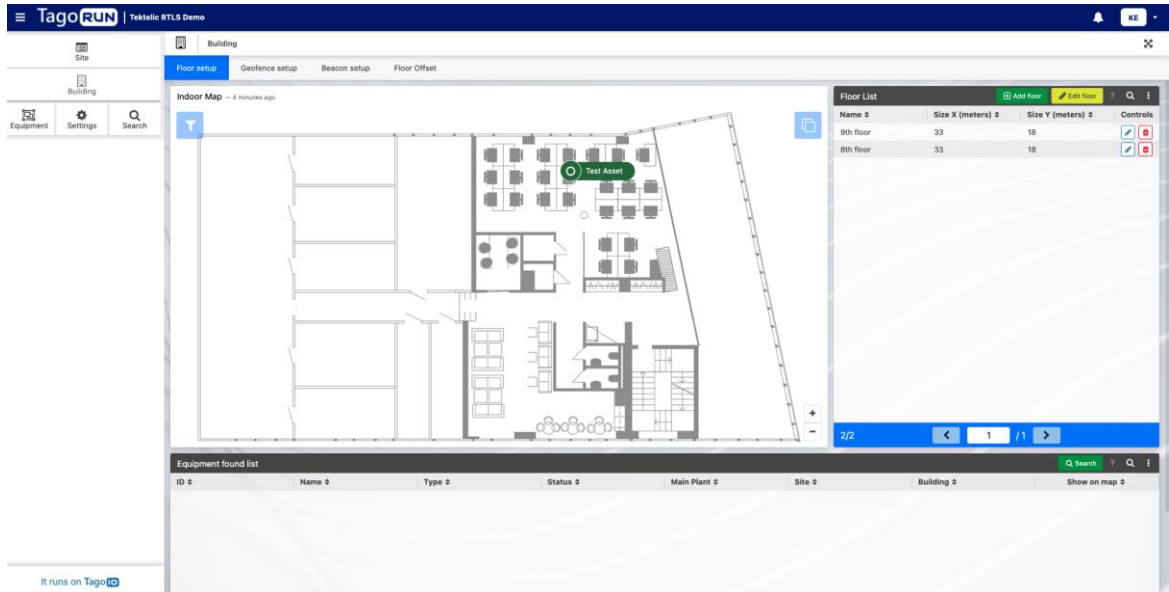 TagoRUN | Tektelic RTLS Demo
KE
Site
Building
Equipment
Settings
Search
It runs on TagoIO
Building
Floor setup
Geofence setup
Beacon setup
Floor Offset
Indoor Map – 4 minutes ago
Test Asset
+
−
Floor List
Add floor
Edit floor
?
Name
Size X (meters)
Size Y (meters)
Controls
9th floor 33 18
8th floor 33 18
2/2
1 /1
Equipment found list
Search
?
ID
Name
Type
Status
Main Plant
Site
Building
Show on map